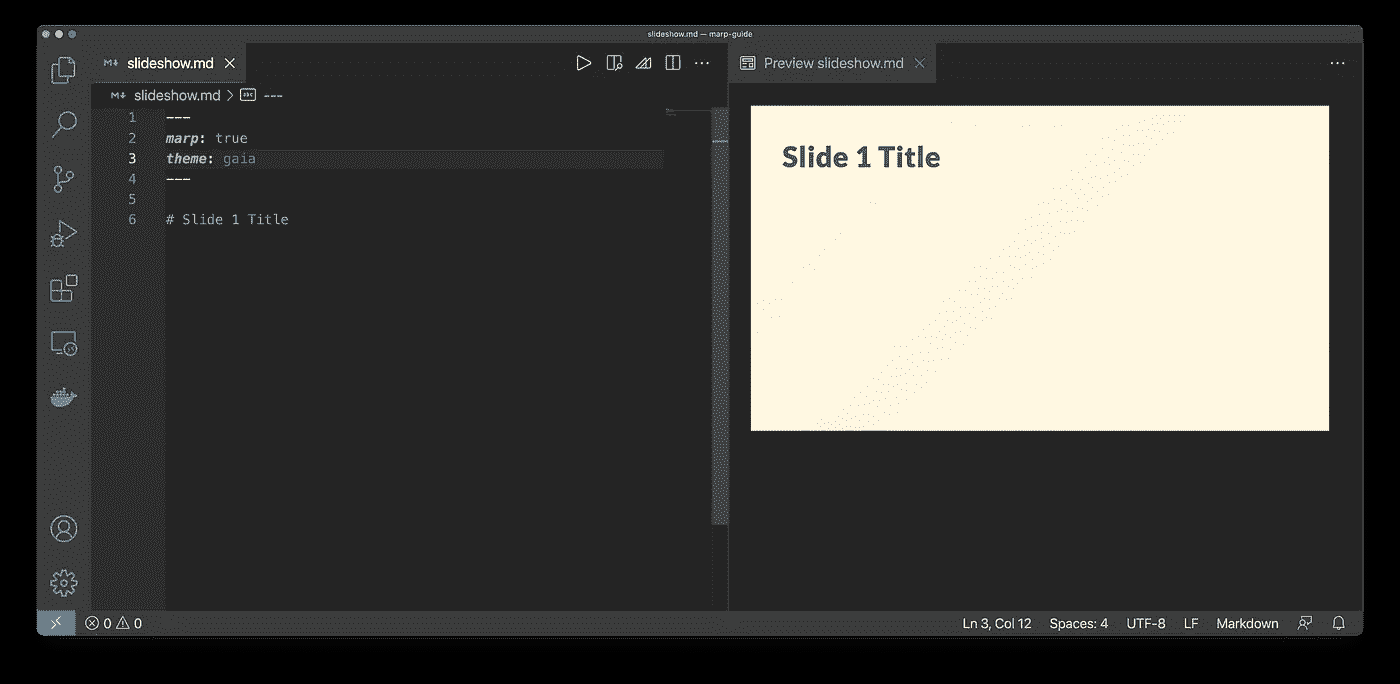 slideshow.md — marp-guide
slideshow.md
Preview slideshow.md
slideshow.md > ---
1 ---
2 marp: true
3 theme: gaia
4 ---
5
6 # Slide 1 Title
Slide 1 Title
0 0
Ln 3, Col 12 Spaces: 4 UTF-8 LF Markdown